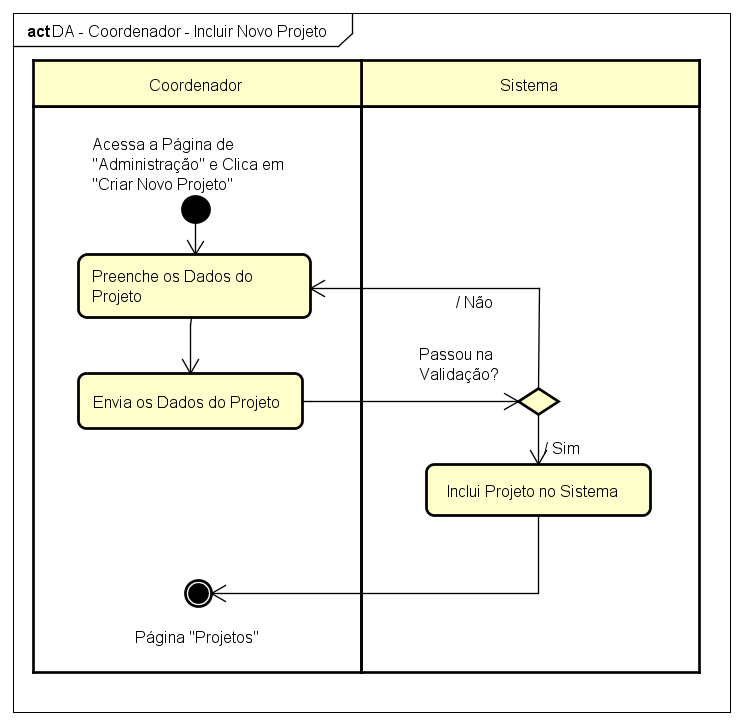 act DA - Coordenador - Incluir Novo Projeto
Coordenador
Sistema
Acessa a Página de
"Administração" e Clica em
"Criar Novo Projeto"
Preenche os Dados do
Projeto
/ Não
Passou na
Validação?
Envia os Dados do Projeto
/ Sim
Inclui Projeto no Sistema
Página "Projetos"